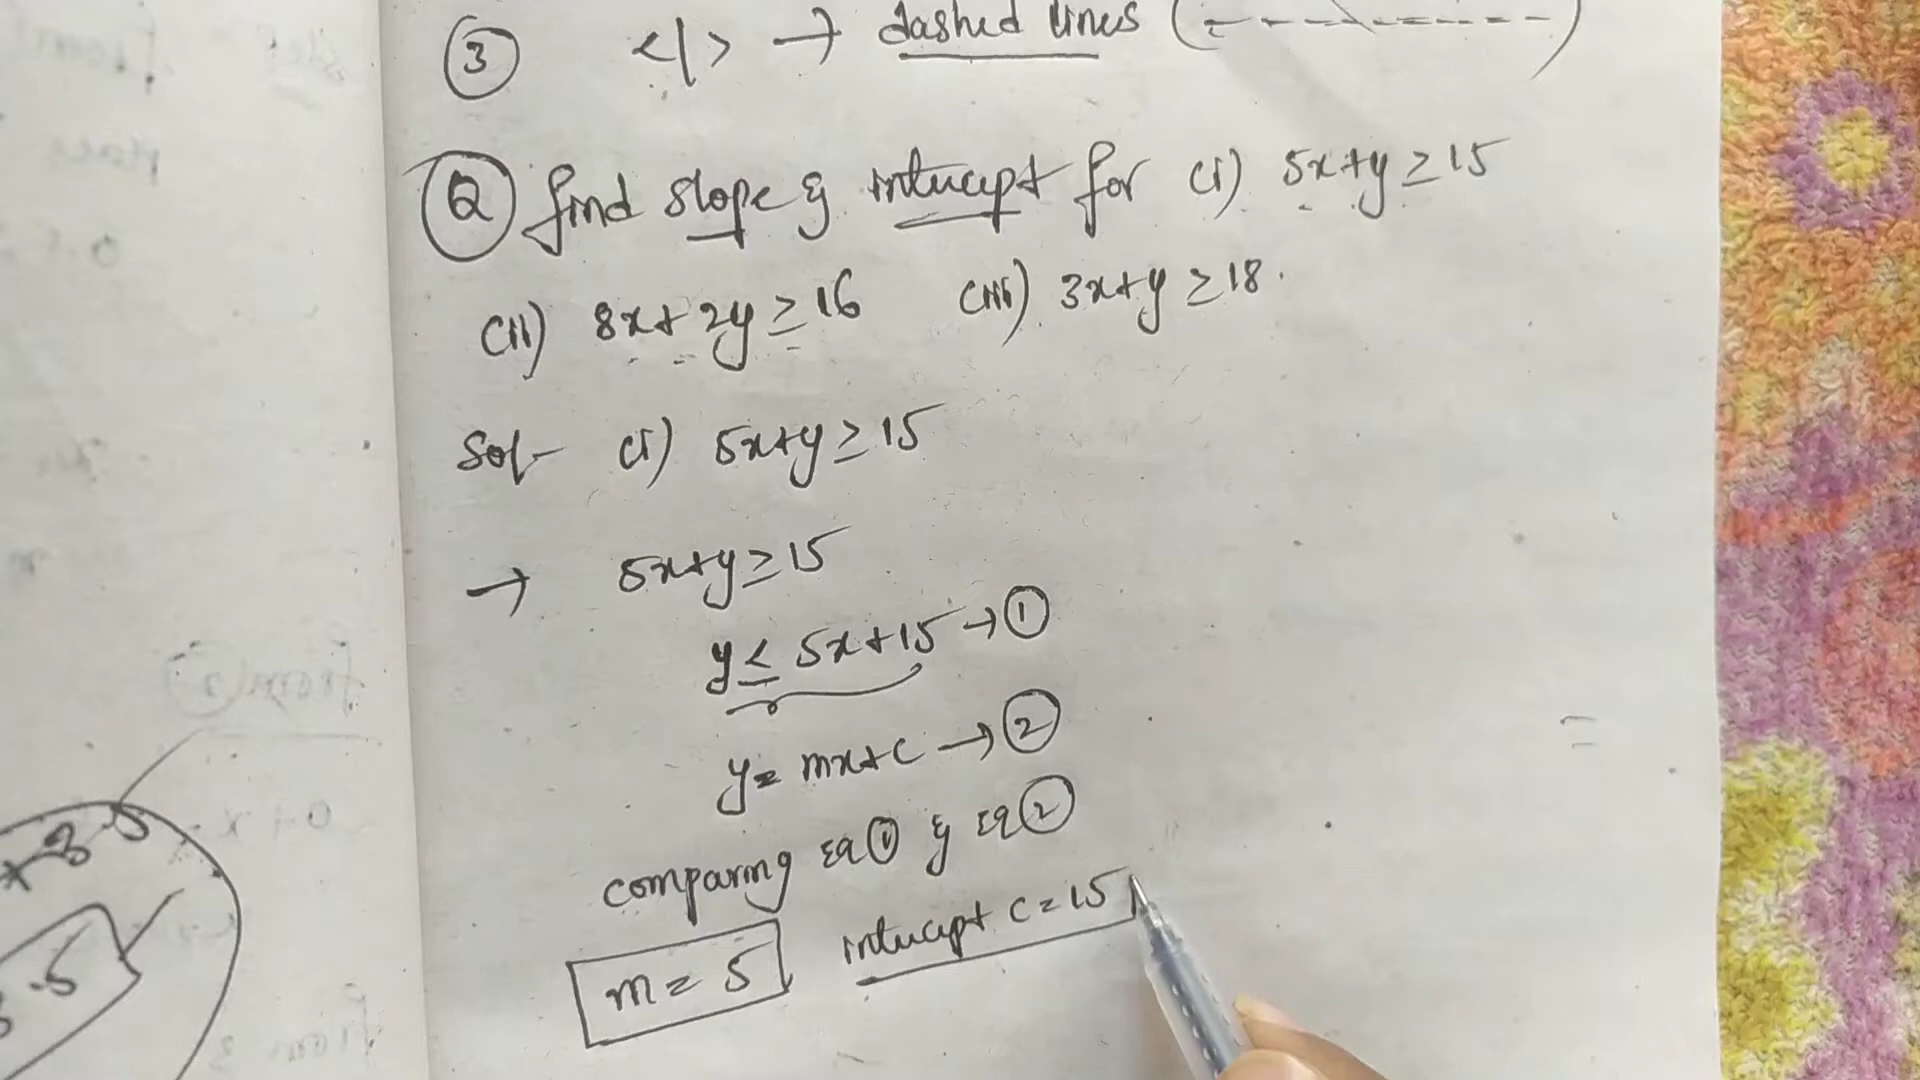 ③ </> → dashed lines (---------)
Q find slope & intercept for (i) 5x+y ≥ 15
(ii) 8x + 2y ≥ 16 (iii) 3x+y ≥ 18.
Sol- (i) 5x+y ≥ 15
→ 5x+y ≥ 15
y ≤ 5x+15 → ①
y = mx+c → ②
comparing Eq ① & Eq ②
m = 5 intercept c = 15